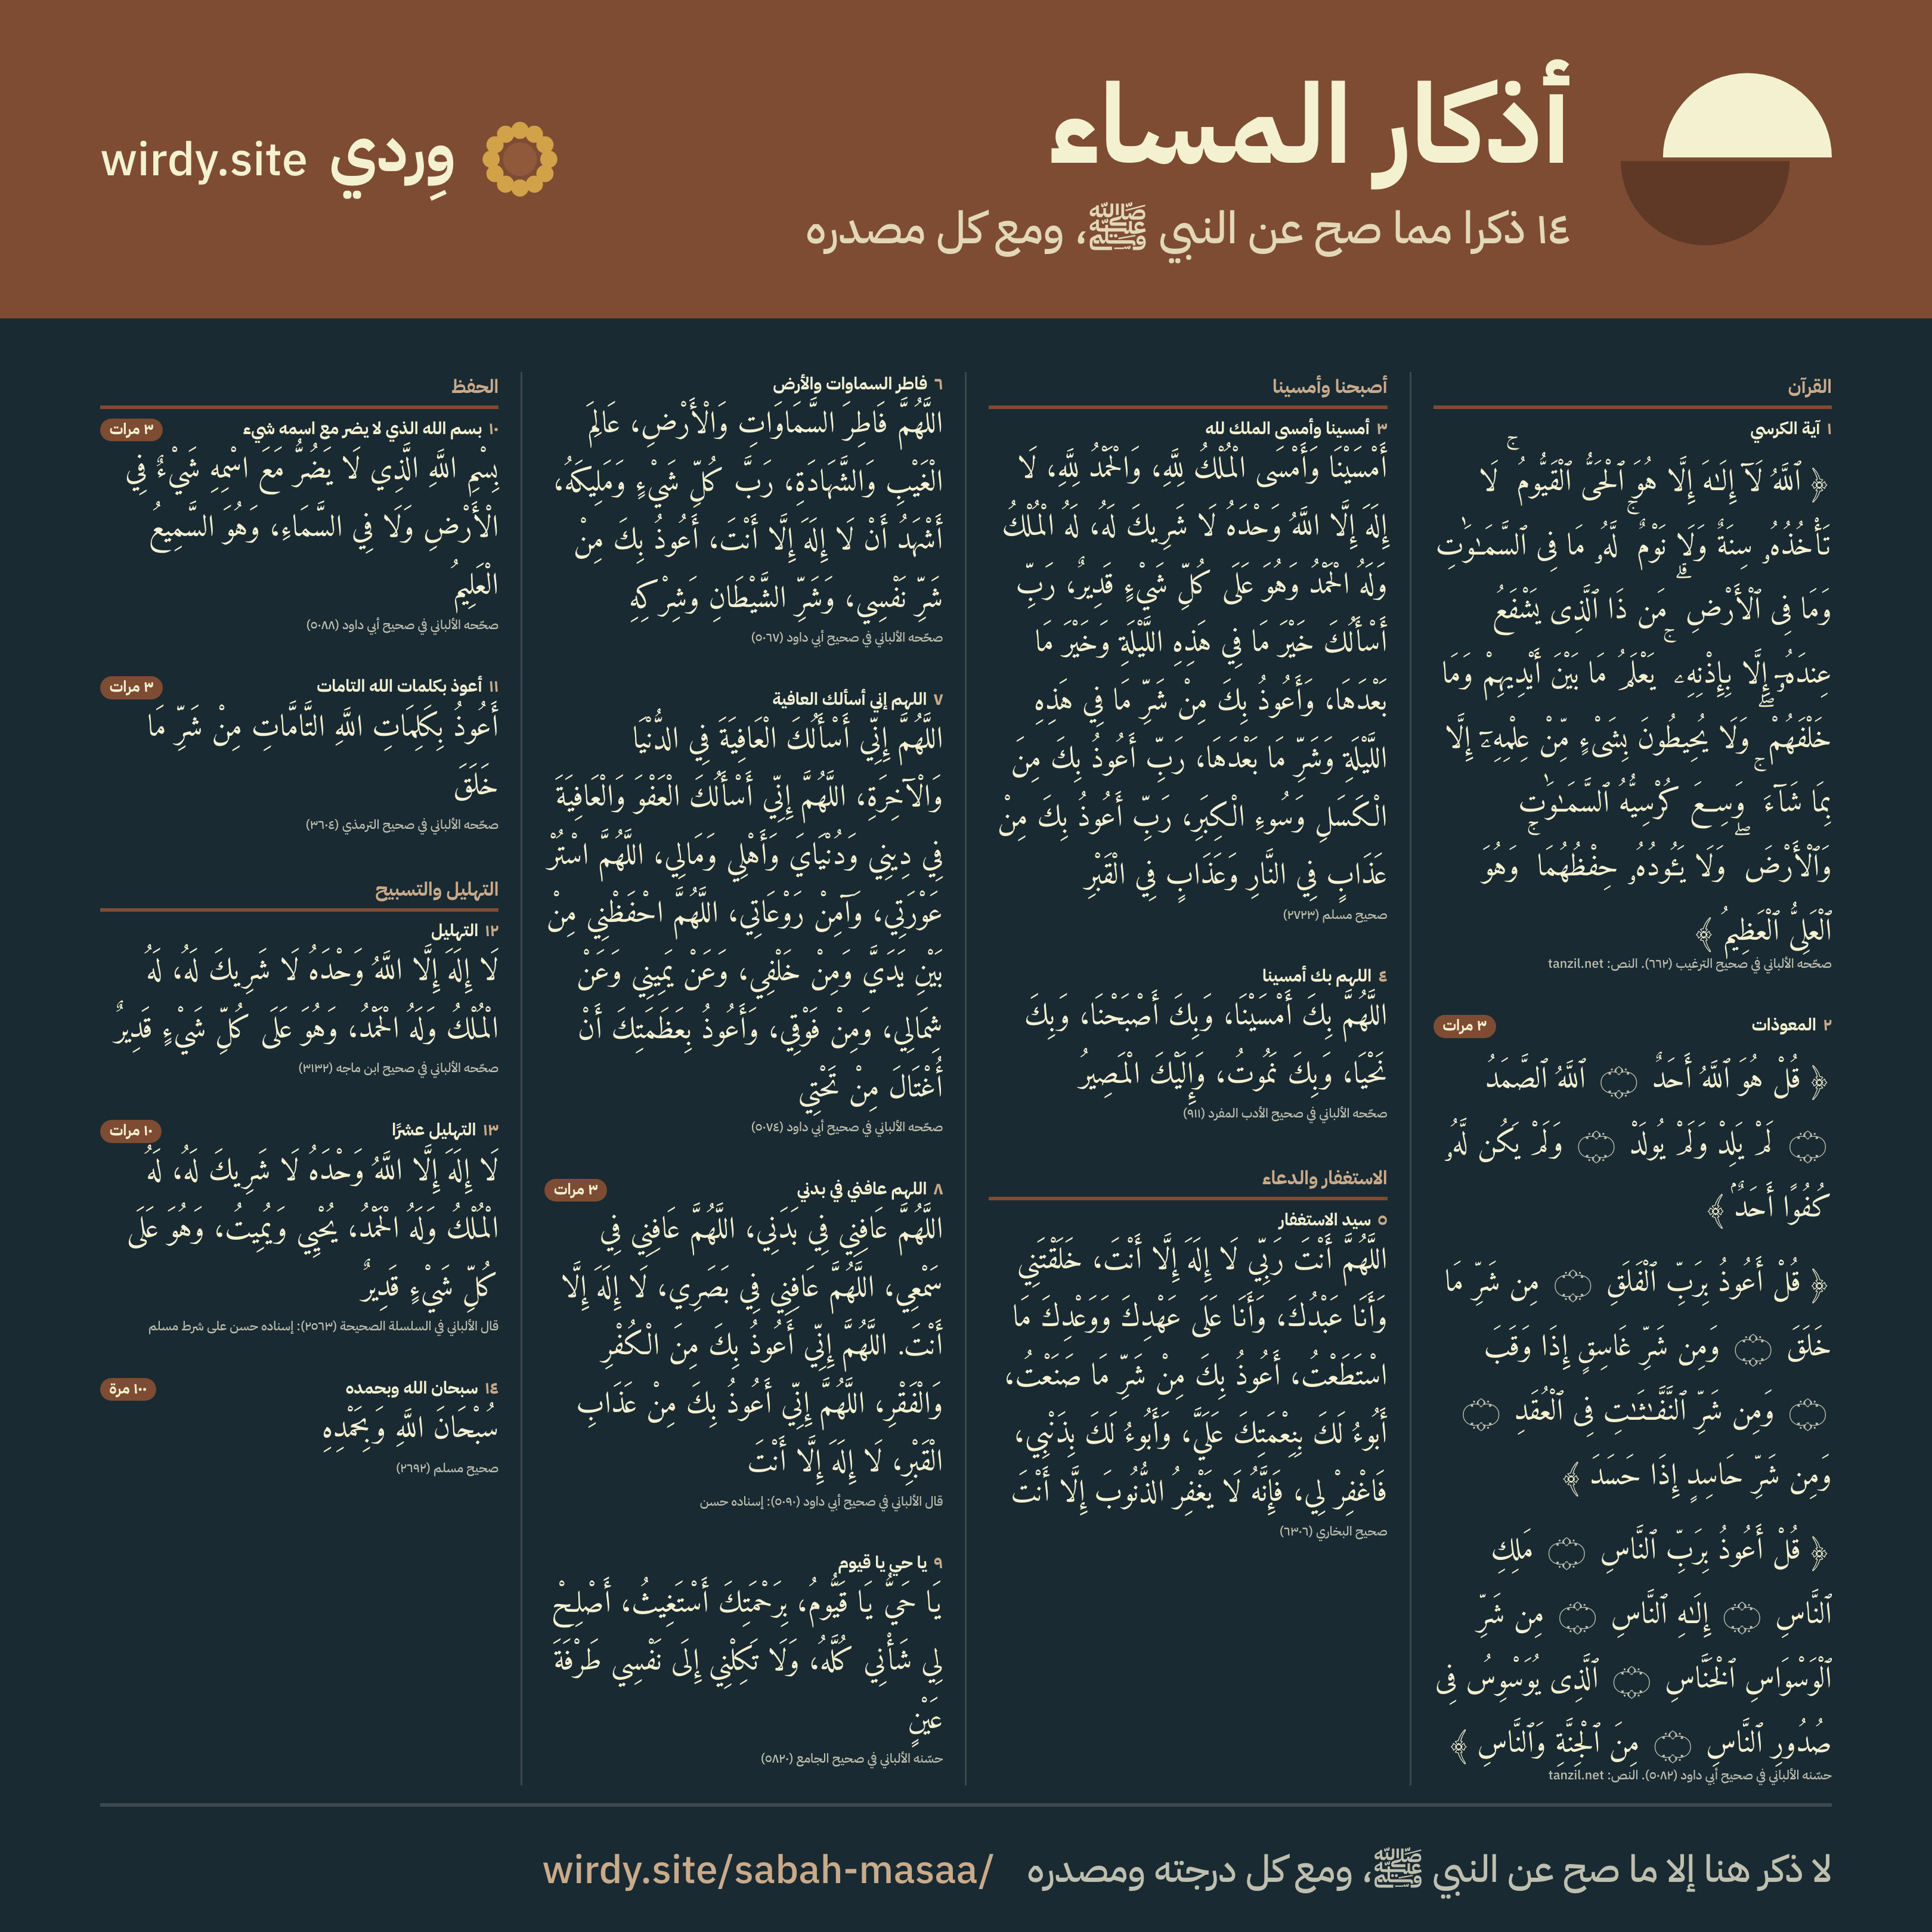 أذكار المساء
١٤ ذكرا مما صح عن النبي ﷺ، ومع كل مصدره
وِردي wirdy.site
القرآن
١ آية الكرسي
﴿ ٱللَّهُ لَآ إِلَـٰهَ إِلَّا هُوَ ٱلْحَىُّ ٱلْقَيُّومُ ۚ لَا
تَأْخُذُهُۥ سِنَةٌ وَلَا نَوْمٌ ۚ لَّهُۥ مَا فِى ٱلسَّمَـٰوَٰتِ
وَمَا فِى ٱلْأَرْضِ ۗ مَن ذَا ٱلَّذِى يَشْفَعُ
عِندَهُۥٓ إِلَّا بِإِذْنِهِۦ ۚ يَعْلَمُ مَا بَيْنَ أَيْدِيهِمْ وَمَا
خَلْفَهُمْ ۖ وَلَا يُحِيطُونَ بِشَىْءٍ مِّنْ عِلْمِهِۦٓ إِلَّا
بِمَا شَآءَ ۚ وَسِعَ كُرْسِيُّهُ ٱلسَّمَـٰوَٰتِ
وَٱلْأَرْضَ ۖ وَلَا يَـُٔودُهُۥ حِفْظُهُمَا ۚ وَهُوَ
ٱلْعَلِىُّ ٱلْعَظِيمُ ﴾
صحّحه الألباني في صحيح الترغيب (٦٦٢). النص: tanzil.net
٢ المعوذات
٣ مرات
﴿ قُلْ هُوَ ٱللَّهُ أَحَدٌ ۝ ٱللَّهُ ٱلصَّمَدُ
۝ لَمْ يَلِدْ وَلَمْ يُولَدْ ۝ وَلَمْ يَكُن لَّهُۥ
كُفُوًا أَحَدٌۢ ﴾
﴿ قُلْ أَعُوذُ بِرَبِّ ٱلْفَلَقِ ۝ مِن شَرِّ مَا
خَلَقَ ۝ وَمِن شَرِّ غَاسِقٍ إِذَا وَقَبَ
۝ وَمِن شَرِّ ٱلنَّفَّـٰثَـٰتِ فِى ٱلْعُقَدِ ۝
وَمِن شَرِّ حَاسِدٍ إِذَا حَسَدَ ﴾
﴿ قُلْ أَعُوذُ بِرَبِّ ٱلنَّاسِ ۝ مَلِكِ
ٱلنَّاسِ ۝ إِلَـٰهِ ٱلنَّاسِ ۝ مِن شَرِّ
ٱلْوَسْوَاسِ ٱلْخَنَّاسِ ۝ ٱلَّذِى يُوَسْوِسُ فِى
صُدُورِ ٱلنَّاسِ ۝ مِنَ ٱلْجِنَّةِ وَٱلنَّاسِ ﴾
حسّنه الألباني في صحيح أبي داود (٥٠٨٢). النص: tanzil.net
أصبحنا وأمسينا
٣ أمسينا وأمسى الملك لله
أَمْسَيْنَا وَأَمْسَى الْمُلْكُ لِلَّهِ، وَالْحَمْدُ لِلَّهِ، لَا
إِلَهَ إِلَّا اللَّهُ وَحْدَهُ لَا شَرِيكَ لَهُ، لَهُ الْمُلْكُ
وَلَهُ الْحَمْدُ وَهُوَ عَلَى كُلِّ شَيْءٍ قَدِيرٌ، رَبِّ
أَسْأَلُكَ خَيْرَ مَا فِي هَذِهِ اللَّيْلَةِ وَخَيْرَ مَا
بَعْدَهَا، وَأَعُوذُ بِكَ مِنْ شَرِّ مَا فِي هَذِهِ
اللَّيْلَةِ وَشَرِّ مَا بَعْدَهَا، رَبِّ أَعُوذُ بِكَ مِنَ
الْكَسَلِ وَسُوءِ الْكِبَرِ، رَبِّ أَعُوذُ بِكَ مِنْ
عَذَابٍ فِي النَّارِ وَعَذَابٍ فِي الْقَبْرِ
صحيح مسلم (٢٧٢٣)
٤ اللهم بك أمسينا
اللَّهُمَّ بِكَ أَمْسَيْنَا، وَبِكَ أَصْبَحْنَا، وَبِكَ
نَحْيَا، وَبِكَ نَمُوتُ، وَإِلَيْكَ الْمَصِيرُ
صحّحه الألباني في صحيح الأدب المفرد (٩١١)
الاستغفار والدعاء
٥ سيد الاستغفار
اللَّهُمَّ أَنْتَ رَبِّي لَا إِلَهَ إِلَّا أَنْتَ، خَلَقْتَنِي
وَأَنَا عَبْدُكَ، وَأَنَا عَلَى عَهْدِكَ وَوَعْدِكَ مَا
اسْتَطَعْتُ، أَعُوذُ بِكَ مِنْ شَرِّ مَا صَنَعْتُ،
أَبُوءُ لَكَ بِنِعْمَتِكَ عَلَيَّ، وَأَبُوءُ لَكَ بِذَنْبِي،
فَاغْفِرْ لِي، فَإِنَّهُ لَا يَغْفِرُ الذُّنُوبَ إِلَّا أَنْتَ
صحيح البخاري (٦٣٠٦)
٦ فاطر السماوات والأرض
اللَّهُمَّ فَاطِرَ السَّمَاوَاتِ وَالْأَرْضِ، عَالِمَ
الْغَيْبِ وَالشَّهَادَةِ، رَبَّ كُلِّ شَيْءٍ وَمَلِيكَهُ،
أَشْهَدُ أَنْ لَا إِلَهَ إِلَّا أَنْتَ، أَعُوذُ بِكَ مِنْ
شَرِّ نَفْسِي، وَشَرِّ الشَّيْطَانِ وَشِرْكِهِ
صحّحه الألباني في صحيح أبي داود (٥٠٦٧)
٧ اللهم إني أسألك العافية
اللَّهُمَّ إِنِّي أَسْأَلُكَ الْعَافِيَةَ فِي الدُّنْيَا
وَالْآخِرَةِ، اللَّهُمَّ إِنِّي أَسْأَلُكَ الْعَفْوَ وَالْعَافِيَةَ
فِي دِينِي وَدُنْيَايَ وَأَهْلِي وَمَالِي، اللَّهُمَّ اسْتُرْ
عَوْرَتِي، وَآمِنْ رَوْعَاتِي، اللَّهُمَّ احْفَظْنِي مِنْ
بَيْنِ يَدَيَّ وَمِنْ خَلْفِي، وَعَنْ يَمِينِي وَعَنْ
شِمَالِي، وَمِنْ فَوْقِي، وَأَعُوذُ بِعَظَمَتِكَ أَنْ
أُغْتَالَ مِنْ تَحْتِي
صحّحه الألباني في صحيح أبي داود (٥٠٧٤)
٨ اللهم عافني في بدني
٣ مرات
اللَّهُمَّ عَافِنِي فِي بَدَنِي، اللَّهُمَّ عَافِنِي فِي
سَمْعِي، اللَّهُمَّ عَافِنِي فِي بَصَرِي، لَا إِلَهَ إِلَّا
أَنْتَ. اللَّهُمَّ إِنِّي أَعُوذُ بِكَ مِنَ الْكُفْرِ
وَالْفَقْرِ، اللَّهُمَّ إِنِّي أَعُوذُ بِكَ مِنْ عَذَابِ
الْقَبْرِ، لَا إِلَهَ إِلَّا أَنْتَ
قال الألباني في صحيح أبي داود (٥٠٩٠): إسناده حسن
٩ يا حي يا قيوم
يَا حَيُّ يَا قَيُّومُ، بِرَحْمَتِكَ أَسْتَغِيثُ، أَصْلِحْ
لِي شَأْنِي كُلَّهُ، وَلَا تَكِلْنِي إِلَى نَفْسِي طَرْفَةَ
عَيْنٍ
حسّنه الألباني في صحيح الجامع (٥٨٢٠)
الحفظ
١٠ بسم الله الذي لا يضر مع اسمه شيء
٣ مرات
بِسْمِ اللَّهِ الَّذِي لَا يَضُرُّ مَعَ اسْمِهِ شَيْءٌ فِي
الْأَرْضِ وَلَا فِي السَّمَاءِ، وَهُوَ السَّمِيعُ
الْعَلِيمُ
صحّحه الألباني في صحيح أبي داود (٥٠٨٨)
١١ أعوذ بكلمات الله التامات
٣ مرات
أَعُوذُ بِكَلِمَاتِ اللَّهِ التَّامَّاتِ مِنْ شَرِّ مَا
خَلَقَ
صحّحه الألباني في صحيح الترمذي (٣٦٠٤)
التهليل والتسبيح
١٢ التهليل
لَا إِلَهَ إِلَّا اللَّهُ وَحْدَهُ لَا شَرِيكَ لَهُ، لَهُ
الْمُلْكُ وَلَهُ الْحَمْدُ، وَهُوَ عَلَى كُلِّ شَيْءٍ قَدِيرٌ
صحّحه الألباني في صحيح ابن ماجه (٣١٣٢)
١٣ التهليل عشرًا
١٠ مرات
لَا إِلَهَ إِلَّا اللَّهُ وَحْدَهُ لَا شَرِيكَ لَهُ، لَهُ
الْمُلْكُ وَلَهُ الْحَمْدُ، يُحْيِي وَيُمِيتُ، وَهُوَ عَلَى
كُلِّ شَيْءٍ قَدِيرٌ
قال الألباني في السلسلة الصحيحة (٢٥٦٣): إسناده حسن على شرط مسلم
١٤ سبحان الله وبحمده
١٠٠ مرة
سُبْحَانَ اللَّهِ وَبِحَمْدِهِ
صحيح مسلم (٢٦٩٢)
لا ذكر هنا إلا ما صح عن النبي ﷺ، ومع كل درجته ومصدره wirdy.site/sabah-masaa/